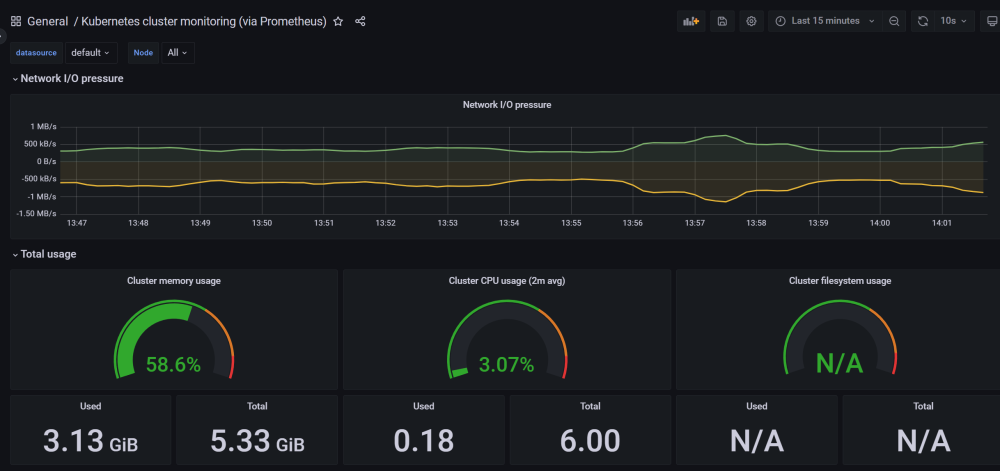 General / Kubernetes cluster monitoring (via Prometheus)
Last 15 minutes
10s
datasource default Node All
Network I/O pressure
Network I/O pressure
1 MB/s
500 kB/s
0 B/s
-500 kB/s
-1 MB/s
-1.50 MB/s
13:47 13:48 13:49 13:50 13:51 13:52 13:53 13:54 13:55 13:56 13:57 13:58 13:59 14:00 14:01
Total usage
Cluster memory usage
58.6%
Cluster CPU usage (2m avg)
3.07%
Cluster filesystem usage
N/A
Used
3.13 GiB
Total
5.33 GiB
Used
0.18
Total
6.00
Used
N/A
Total
N/A